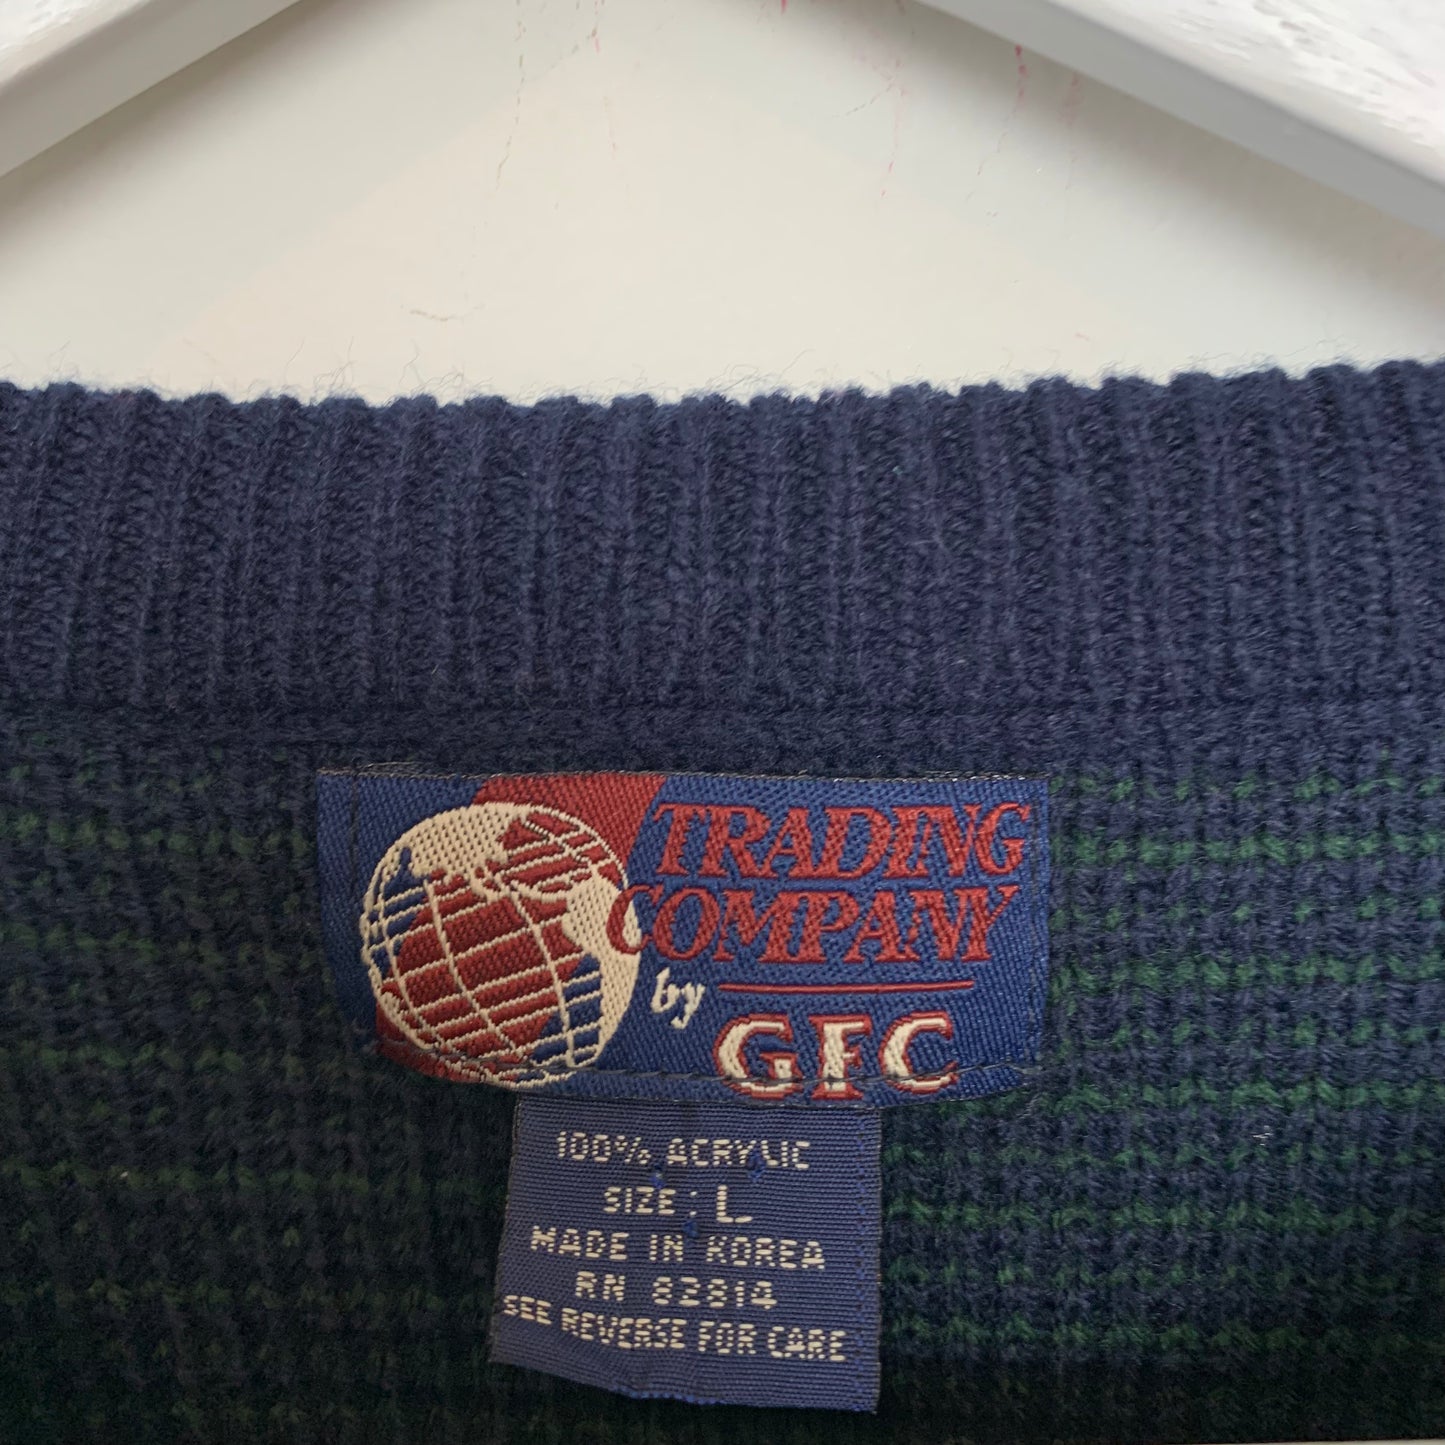 TRADING
COMPANY
by GFC
100% ACRYLIC
SIZE: L
MADE IN KOREA
RN 82814
SEE REVERSE FOR CARE